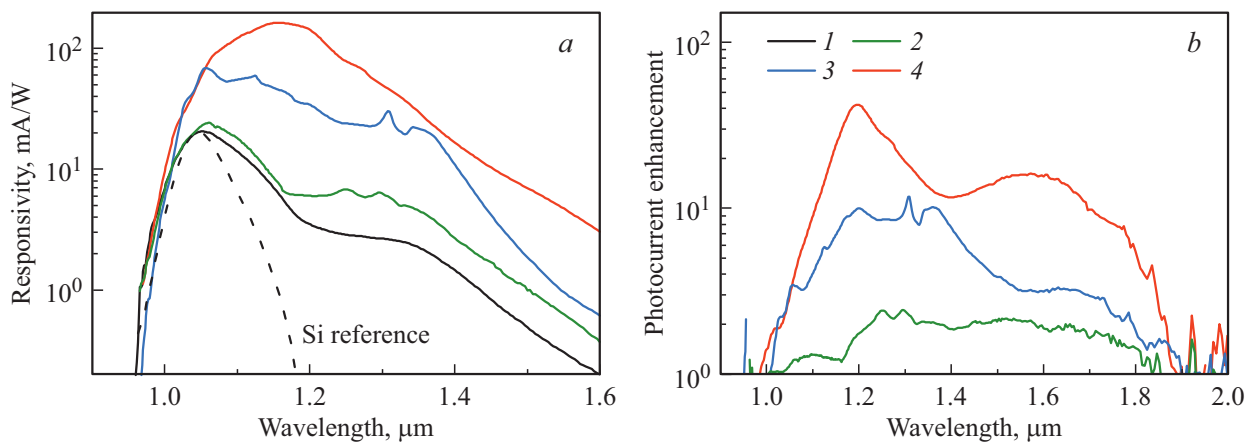 a
10²
10¹
10⁰
Responsivity, mA/W
Si reference
1.0 1.2 1.4 1.6
Wavelength, μm
b
1 2
3 4
10²
10¹
10⁰
Photocurrent enhancement
1.0 1.2 1.4 1.6 1.8 2.0
Wavelength, μm